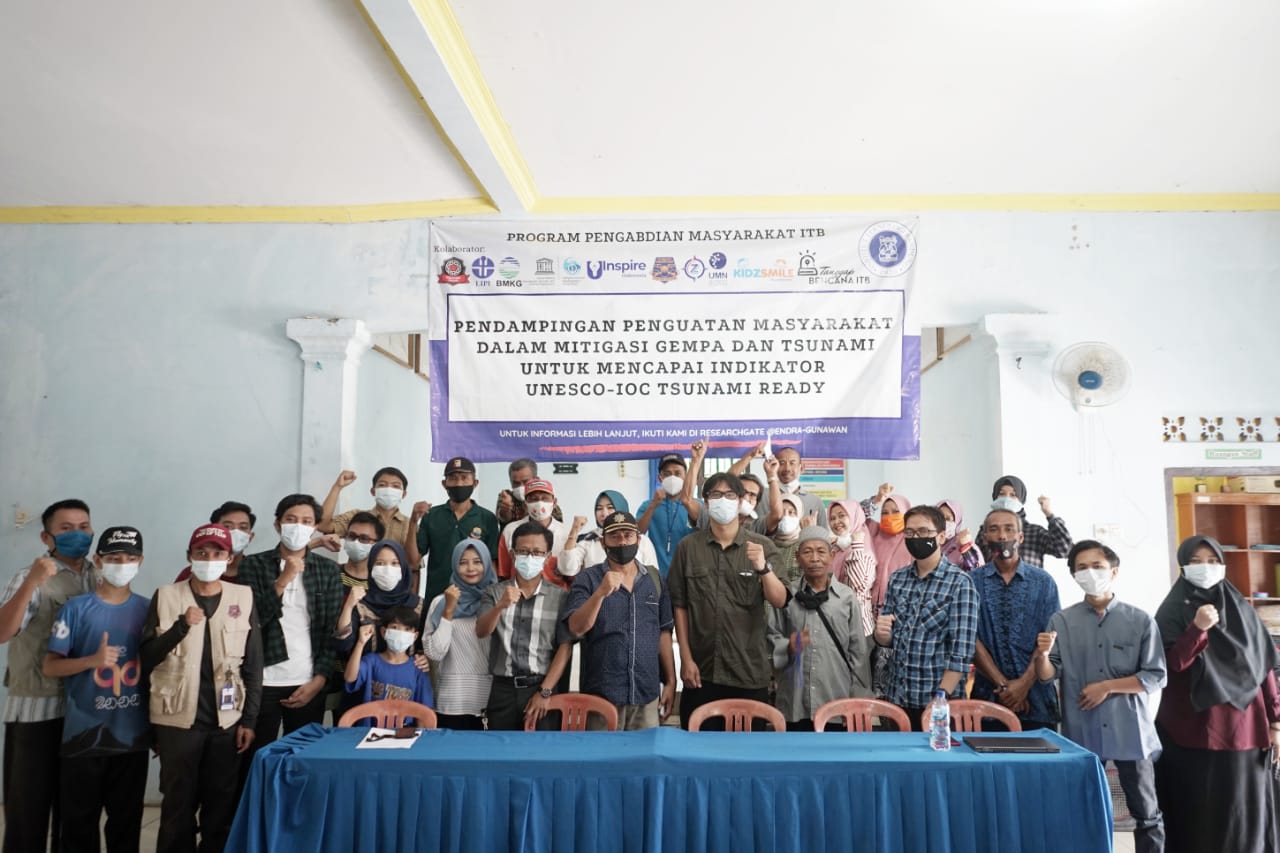 PROGRAM PENGABDIAN MASYARAKAT ITB
Kolaborator:
LIPI
BMKG
Inspire
UMN
KIDZSMILE
Tanggap
BENCANA ITB
PENDAMPINGAN PENGUATAN MASYARAKAT
DALAM MITIGASI GEMPA DAN TSUNAMI
UNTUK MENCAPAI INDIKATOR
UNESCO-IOC TSUNAMI READY
UNTUK INFORMASI LEBIH LANJUT, IKUTI KAMI DI RESEARCHGATE @ENDRA-GUNAWAN